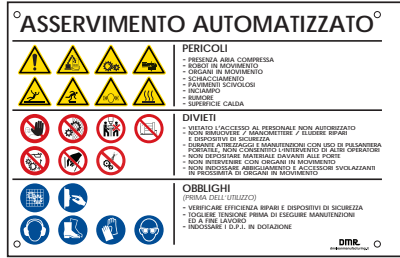 ASSERVIMENTO AUTOMATIZZATO
PERICOLI
- PRESENZA ARIA COMPRESSA
- ROBOT IN MOVIMENTO
- ORGANI IN MOVIMENTO
- SCHIACCIAMENTO
- PAVIMENTI SCIVOLOSI
- INCIAMPO
- RUMORE
- SUPERFICIE CALDA
DIVIETI
- VIETATO L'ACCESSO AL PERSONALE NON AUTORIZZATO
- NON RIMUOVERE / MANOMETTERE / ELUDERE RIPARI
E DISPOSITIVI DI SICUREZZA
- DURANTE ATTREZZAGGI E MANUTENZIONI CON USO DI PULSANTIERA
PORTATILE, NON CONSENTITO L'INTERVENTO DI ALTRI OPERATORI
- NON DEPOSITARE MATERIALE DAVANTI ALLE PORTE
- NON INTERVENIRE CON ORGANI IN MOVIMENTO
- NON INDOSSARE ABBIGLIAMENTO E ACCESSORI SVOLAZZANTI
IN PROSSIMITÀ DI ORGANI IN MOVIMENTO
OBBLIGHI
(PRIMA DELL'UTILIZZO)
- VERIFICARE EFFICIENZA RIPARI E DISPOSITIVI DI SICUREZZA
- TOGLIERE TENSIONE PRIMA DI ESEGUIRE MANUTENZIONI
ED A FINE LAVORO
- INDOSSARE I D.P.I. IN DOTAZIONE
DMR